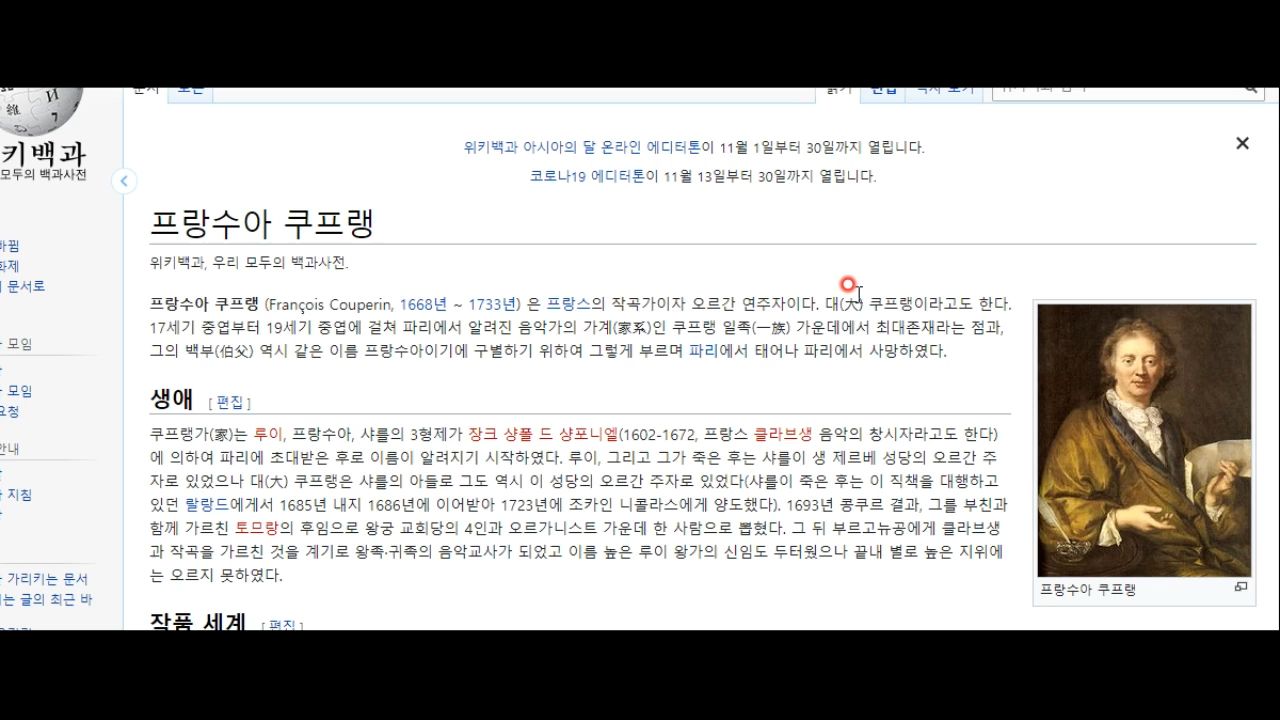 키백과
모두의 백과사전
위키백과 아시아의 달 온라인 에디터톤이 11월 1일부터 30일까지 열립니다.
코로나19 에디터톤이 11월 13일부터 30일까지 열립니다.
바뀜
화제
문서로
모임
모임
요청
안내
지침
가리키는 문서
는 글의 최근 바
프랑수아 쿠프랭
위키백과, 우리 모두의 백과사전.
프랑수아 쿠프랭 (François Couperin, 1668년 ~ 1733년) 은 프랑스의 작곡가이자 오르간 연주자이다. 대(大) 쿠프랭이라고도 한다.
17세기 중엽부터 19세기 중엽에 걸쳐 파리에서 알려진 음악가의 가계(家系)인 쿠프랭 일족(一族) 가운데에서 최대존재라는 점과,
그의 백부(伯父) 역시 같은 이름 프랑수아이기에 구별하기 위하여 그렇게 부르며 파리에서 태어나 파리에서 사망하였다.
생애 [ 편집 ]
쿠프랭가(家)는 루이, 프랑수아, 샤를의 3형제가 장크 샹폴 드 샹포니엘(1602-1672, 프랑스 클라브생 음악의 창시자라고도 한다)
에 의하여 파리에 초대받은 후로 이름이 알려지기 시작하였다. 루이, 그리고 그가 죽은 후는 샤를이 생 제르베 성당의 오르간 주
자로 있었으나 대(大) 쿠프랭은 샤를의 아들로 그도 역시 이 성당의 오르간 주자로 있었다(샤를이 죽은 후는 이 직책을 대행하고
있던 랄랑드에게서 1685년 내지 1686년에 이어받아 1723년에 조카인 니콜라스에게 양도했다). 1693년 콩쿠르 결과, 그를 부친과
함께 가르친 토므랑의 후임으로 왕궁 교회당의 4인과 오르가니스트 가운데 한 사람으로 뽑혔다. 그 뒤 부르고뉴공에게 클라브생
과 작곡을 가르친 것을 계기로 왕족·귀족의 음악교사가 되었고 이름 높은 루이 왕가의 신임도 두터웠으나 끝내 별로 높은 지위에
는 오르지 못하였다.
작품 세계 [ 편집 ]
프랑수아 쿠프랭